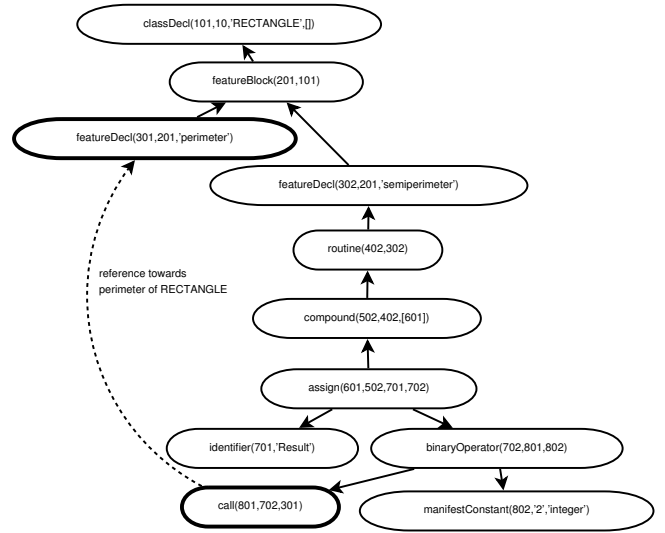 classDecl(101,10,'RECTANGLE',[])
featureBlock(201,101)
featureDecl(301,201,'perimeter')
featureDecl(302,201,'semiperimeter')
routine(402,302)
reference towards
perimeter of RECTANGLE
compound(502,402,[601])
assign(601,502,701,702)
identifier(701,'Result')
binaryOperator(702,801,802)
call(801,702,301)
manifestConstant(802,'2','integer')